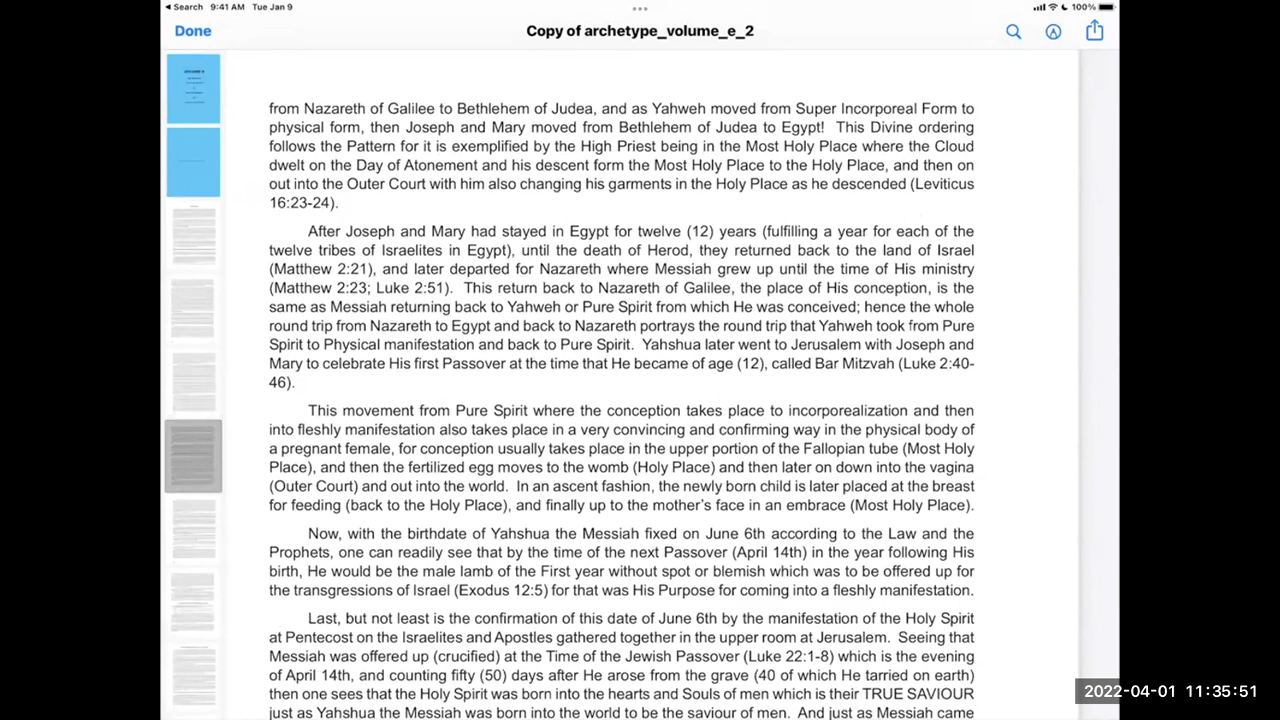 Search 9:41 AM Tue Jan 9
100%
Done
Copy of archetype_volume_e_2
from Nazareth of Galilee to Bethlehem of Judea, and as Yahweh moved from Super Incorporeal Form to
physical form, then Joseph and Mary moved from Bethlehem of Judea to Egypt! This Divine ordering
follows the Pattern for it is exemplified by the High Priest being in the Most Holy Place where the Cloud
dwelt on the Day of Atonement and his descent form the Most Holy Place to the Holy Place, and then on
out into the Outer Court with him also changing his garments in the Holy Place as he descended (Leviticus
16:23-24).
After Joseph and Mary had stayed in Egypt for twelve (12) years (fulfilling a year for each of the
twelve tribes of Israelites in Egypt), until the death of Herod, they returned back to the land of Israel
(Matthew 2:21), and later departed for Nazareth where Messiah grew up until the time of His ministry
(Matthew 2:23; Luke 2:51). This return back to Nazareth of Galilee, the place of His conception, is the
same as Messiah returning back to Yahweh or Pure Spirit from which He was conceived; hence the whole
round trip from Nazareth to Egypt and back to Nazareth portrays the round trip that Yahweh took from Pure
Spirit to Physical manifestation and back to Pure Spirit. Yahshua later went to Jerusalem with Joseph and
Mary to celebrate His first Passover at the time that He became of age (12), called Bar Mitzvah (Luke 2:40-
46).
This movement from Pure Spirit where the conception takes place to incorporealization and then
into fleshly manifestation also takes place in a very convincing and confirming way in the physical body of
a pregnant female, for conception usually takes place in the upper portion of the Fallopian tube (Most Holy
Place), and then the fertilized egg moves to the womb (Holy Place) and then later on down into the vagina
(Outer Court) and out into the world. In an ascent fashion, the newly born child is later placed at the breast
for feeding (back to the Holy Place), and finally up to the mother's face in an embrace (Most Holy Place).
Now, with the birthdate of Yahshua the Messiah fixed on June 6th according to the Law and the
Prophets, one can readily see that by the time of the next Passover (April 14th) in the year following His
birth, He would be the male lamb of the First year without spot or blemish which was to be offered up for
the transgressions of Israel (Exodus 12:5) for that was His Purpose for coming into a fleshly manifestation.
Last but not least is the confirmation of the date of June 6th by the manifestation of the Holy Spirit
at Pentecost to the Israelites and Apostles gathered together in the upper room at Jerusalem. Seeing that
Messiah was offered up (crucified) at the Time of the Jewish Passover (Luke 22:1-8) which is the evening
of April 14th, and counting fifty (50) days after He rose from his grave (40 of which He walked on earth)
then one sees that the Holy Spirit was born into the hearts and Souls of men which is their TRUE SAVIOUR
just as Yahshua the Messiah was born into the world to be the saviour of men. And just as Messiah came
2022-04-01 11:35:51